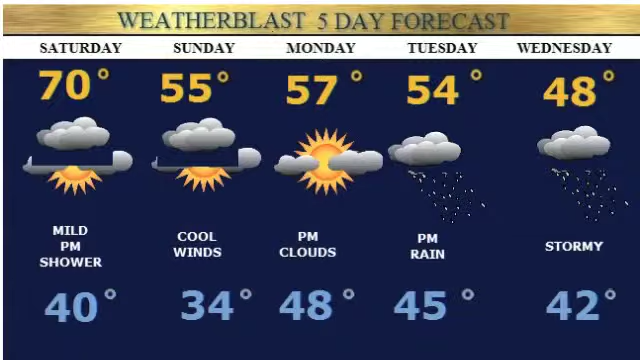 WEATHERBLAST 5 DAY FORECAST
SATURDAY SUNDAY MONDAY TUESDAY WEDNESDAY
70° 55° 57° 54° 48°
MILD
PM
SHOWER
COOL
WINDS
PM
CLOUDS
PM
RAIN
STORMY
40° 34° 48° 45° 42°